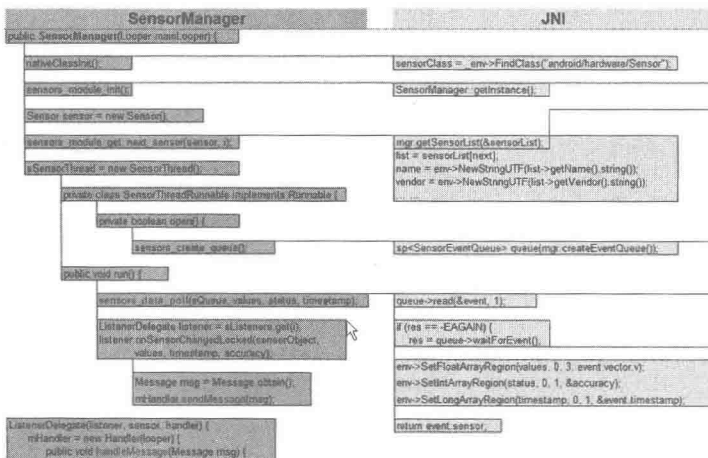 SensorManager
public SensorManager(Looper mainLooper) {
nativeClassInit();
sensors_module_init();
Sensor sensor = new Sensor();
sensors_module_get_next_sensor(sensor, i);
sSensorThread = new SensorThread();
private class SensorThreadRunnable implements Runnable {
private boolean open() {
sensors_create_queue();
public void run() {
sensors_data_poll(sQueue, values, status, timestamp);
ListenerDelegate listener = sListeners.get(i);
listener.onSensorChangedLocked(sensorObject,
values, timestamp, accuracy);
Message msg = Message.obtain();
mHandler.sendMessage(msg);
ListenerDelegate(listener, sensor, handler) {
mHandler = new Handler(looper) {
public void handleMessage(Message msg) {
JNI
sensorClass = _env->FindClass("android/hardware/Sensor");
SensorManager::getInstance();
mgr.getSensorList(&sensorList);
list = sensorList[next];
name = env->NewStringUTF(list->getName().string());
vendor = env->NewStringUTF(list->getVendor().string());
sp<SensorEventQueue> queue(mgr.createEventQueue());
queue->read(&event, 1);
if (res == -EAGAIN) {
res = queue->waitForEvent();
env->SetFloatArrayRegion(values, 0, 3, event.vector.v);
env->SetIntArrayRegion(status, 0, 1, &accuracy);
env->SetLongArrayRegion(timestamp, 0, 1, &event.timestamp);
return event.sensor;